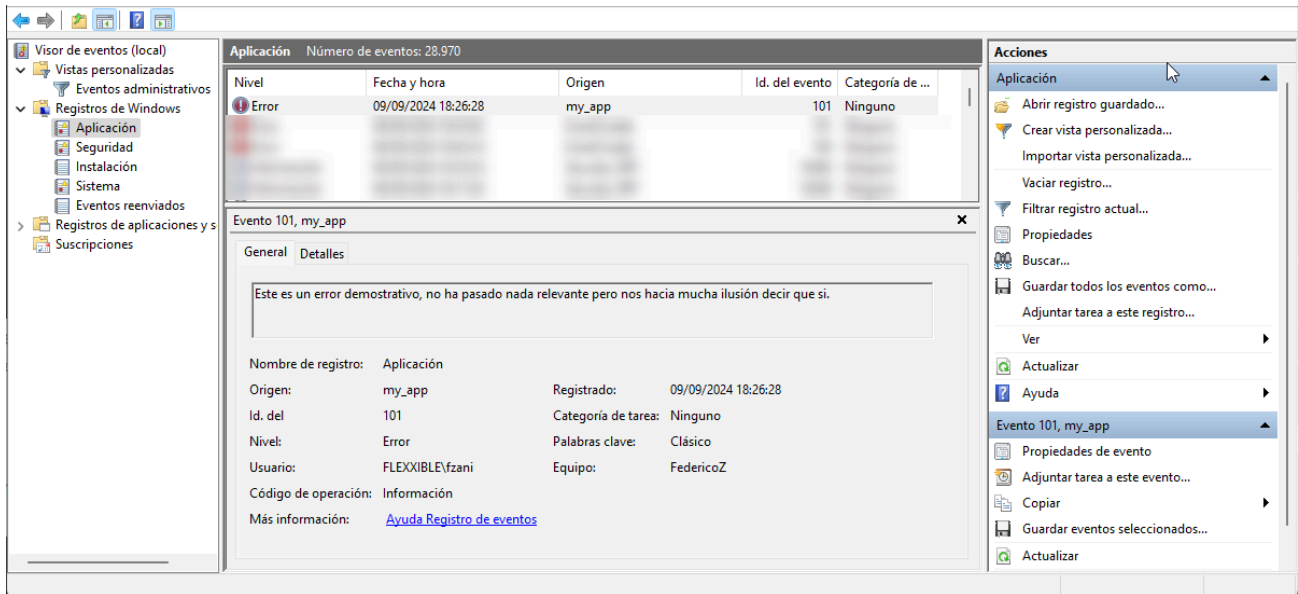 Visor de eventos (local)
Vistas personalizadas
Eventos administrativos
Registros de Windows
Aplicación
Seguridad
Instalación
Sistema
Eventos reenviados
Registros de aplicaciones y s
Suscripciones
Aplicación Número de eventos: 28.970
Nivel Fecha y hora Origen Id. del evento Categoría de ...
Error 09/09/2024 18:26:28 my_app 101 Ninguno
Evento 101, my_app
General Detalles
Este es un error demostrativo, no ha pasado nada relevante pero nos hacia mucha ilusión decir que si.
Nombre de registro: Aplicación
Origen: my_app Registrado: 09/09/2024 18:26:28
Id. del 101 Categoría de tarea: Ninguno
Nivel: Error Palabras clave: Clásico
Usuario: FLEXXIBLE\fzani Equipo: FedericoZ
Código de operación: Información
Más información: Ayuda Registro de eventos
Acciones
Aplicación
Abrir registro guardado...
Crear vista personalizada...
Importar vista personalizada...
Vaciar registro...
Filtrar registro actual...
Propiedades
Buscar...
Guardar todos los eventos como...
Adjuntar tarea a este registro...
Ver
Actualizar
Ayuda
Evento 101, my_app
Propiedades de evento
Adjuntar tarea a este evento...
Copiar
Guardar eventos seleccionados...
Actualizar